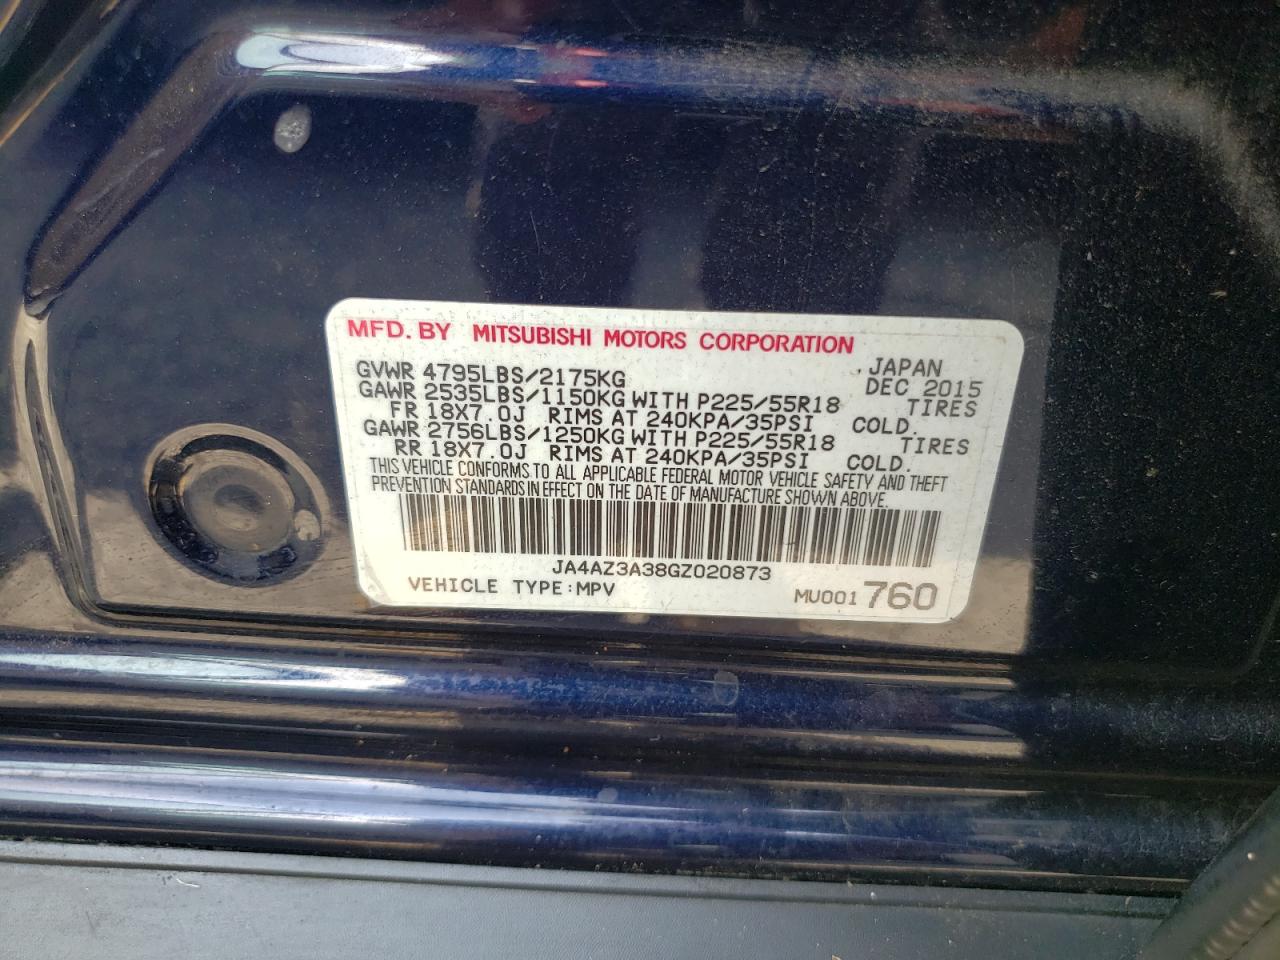 MFD. BY MITSUBISHI MOTORS CORPORATION
JAPAN
GVWR 4795LBS/2175KG DEC 2015
GAWR 2535LBS/1150KG WITH P225/55R18 TIRES
FR 18X7.0J RIMS AT 240KPA/35PSI COLD.
GAWR 2756LBS/1250KG WITH P225/55R18 TIRES
RR 18X7.0J RIMS AT 240KPA/35PSI COLD.
THIS VEHICLE CONFORMS TO ALL APPLICABLE FEDERAL MOTOR VEHICLE SAFETY AND THEFT
PREVENTION STANDARDS IN EFFECT ON THE DATE OF MANUFACTURE SHOWN ABOVE.
JA4AZ3A38GZ020873
VEHICLE TYPE:MPV MU001 760